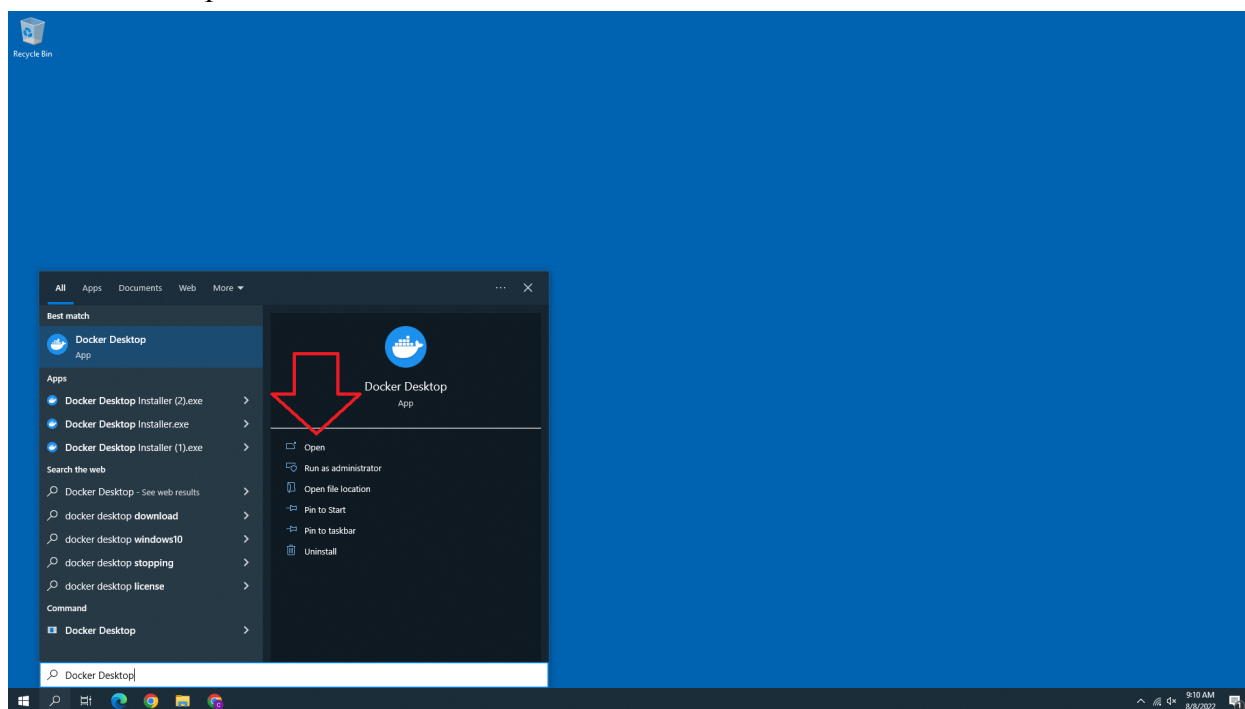 Recycle Bin
All Apps Documents Web More
Best match
Docker Desktop
App
Apps
Docker Desktop Installer (2).exe
Docker Desktop Installer.exe
Docker Desktop Installer (1).exe
Search the web
Docker Desktop - See web results
docker desktop download
docker desktop windows10
docker desktop stopping
docker desktop license
Command
Docker Desktop
Docker Desktop
App
Open
Run as administrator
Open file location
Pin to Start
Pin to taskbar
Uninstall
Docker Desktop
9:10 AM
8/8/2022